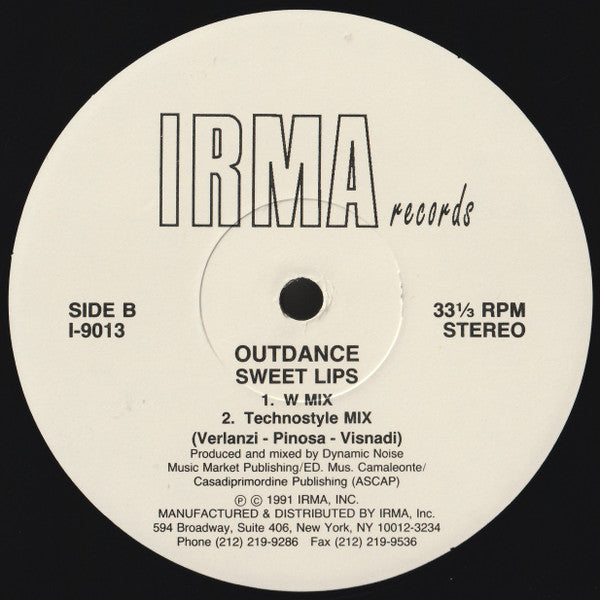 IRMA records
SIDE B
I-9013
33⅓ RPM
STEREO
OUTDANCE
SWEET LIPS
1. W MIX
2. Technostyle MIX
(Verlanzi - Pinosa - Visnadi)
Produced and mixed by Dynamic Noise
Music Market Publishing/ED. Mus. Camaleonte/
Casadiprimordine Publishing (ASCAP)
℗ © 1991 IRMA, INC.
MANUFACTURED & DISTRIBUTED BY IRMA, Inc.
594 Broadway, Suite 406, New York, NY 10012-3234
Phone (212) 219-9286 Fax (212) 219-9536